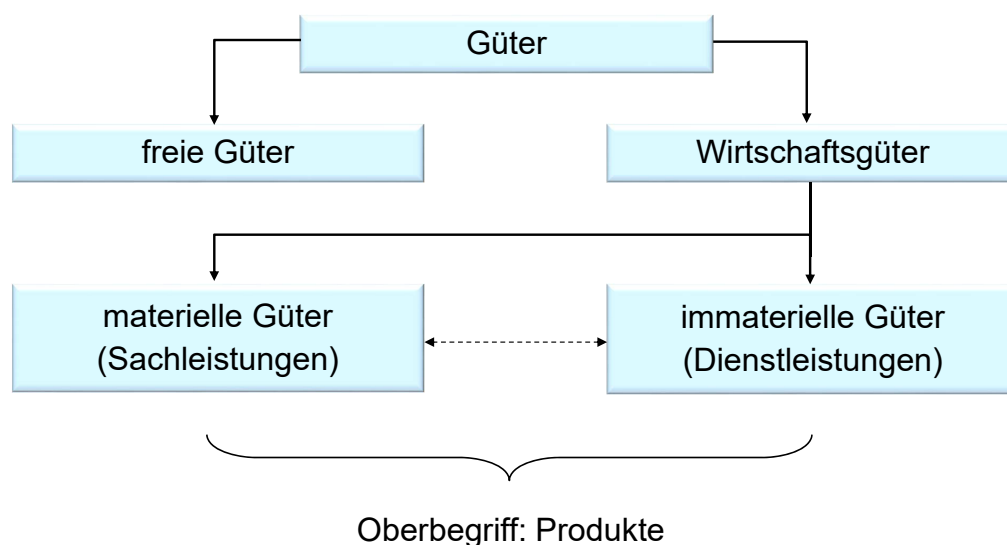 Güter
freie Güter
Wirtschaftsgüter
materielle Güter
(Sachleistungen)
immaterielle Güter
(Dienstleistungen)
Oberbegriff: Produkte